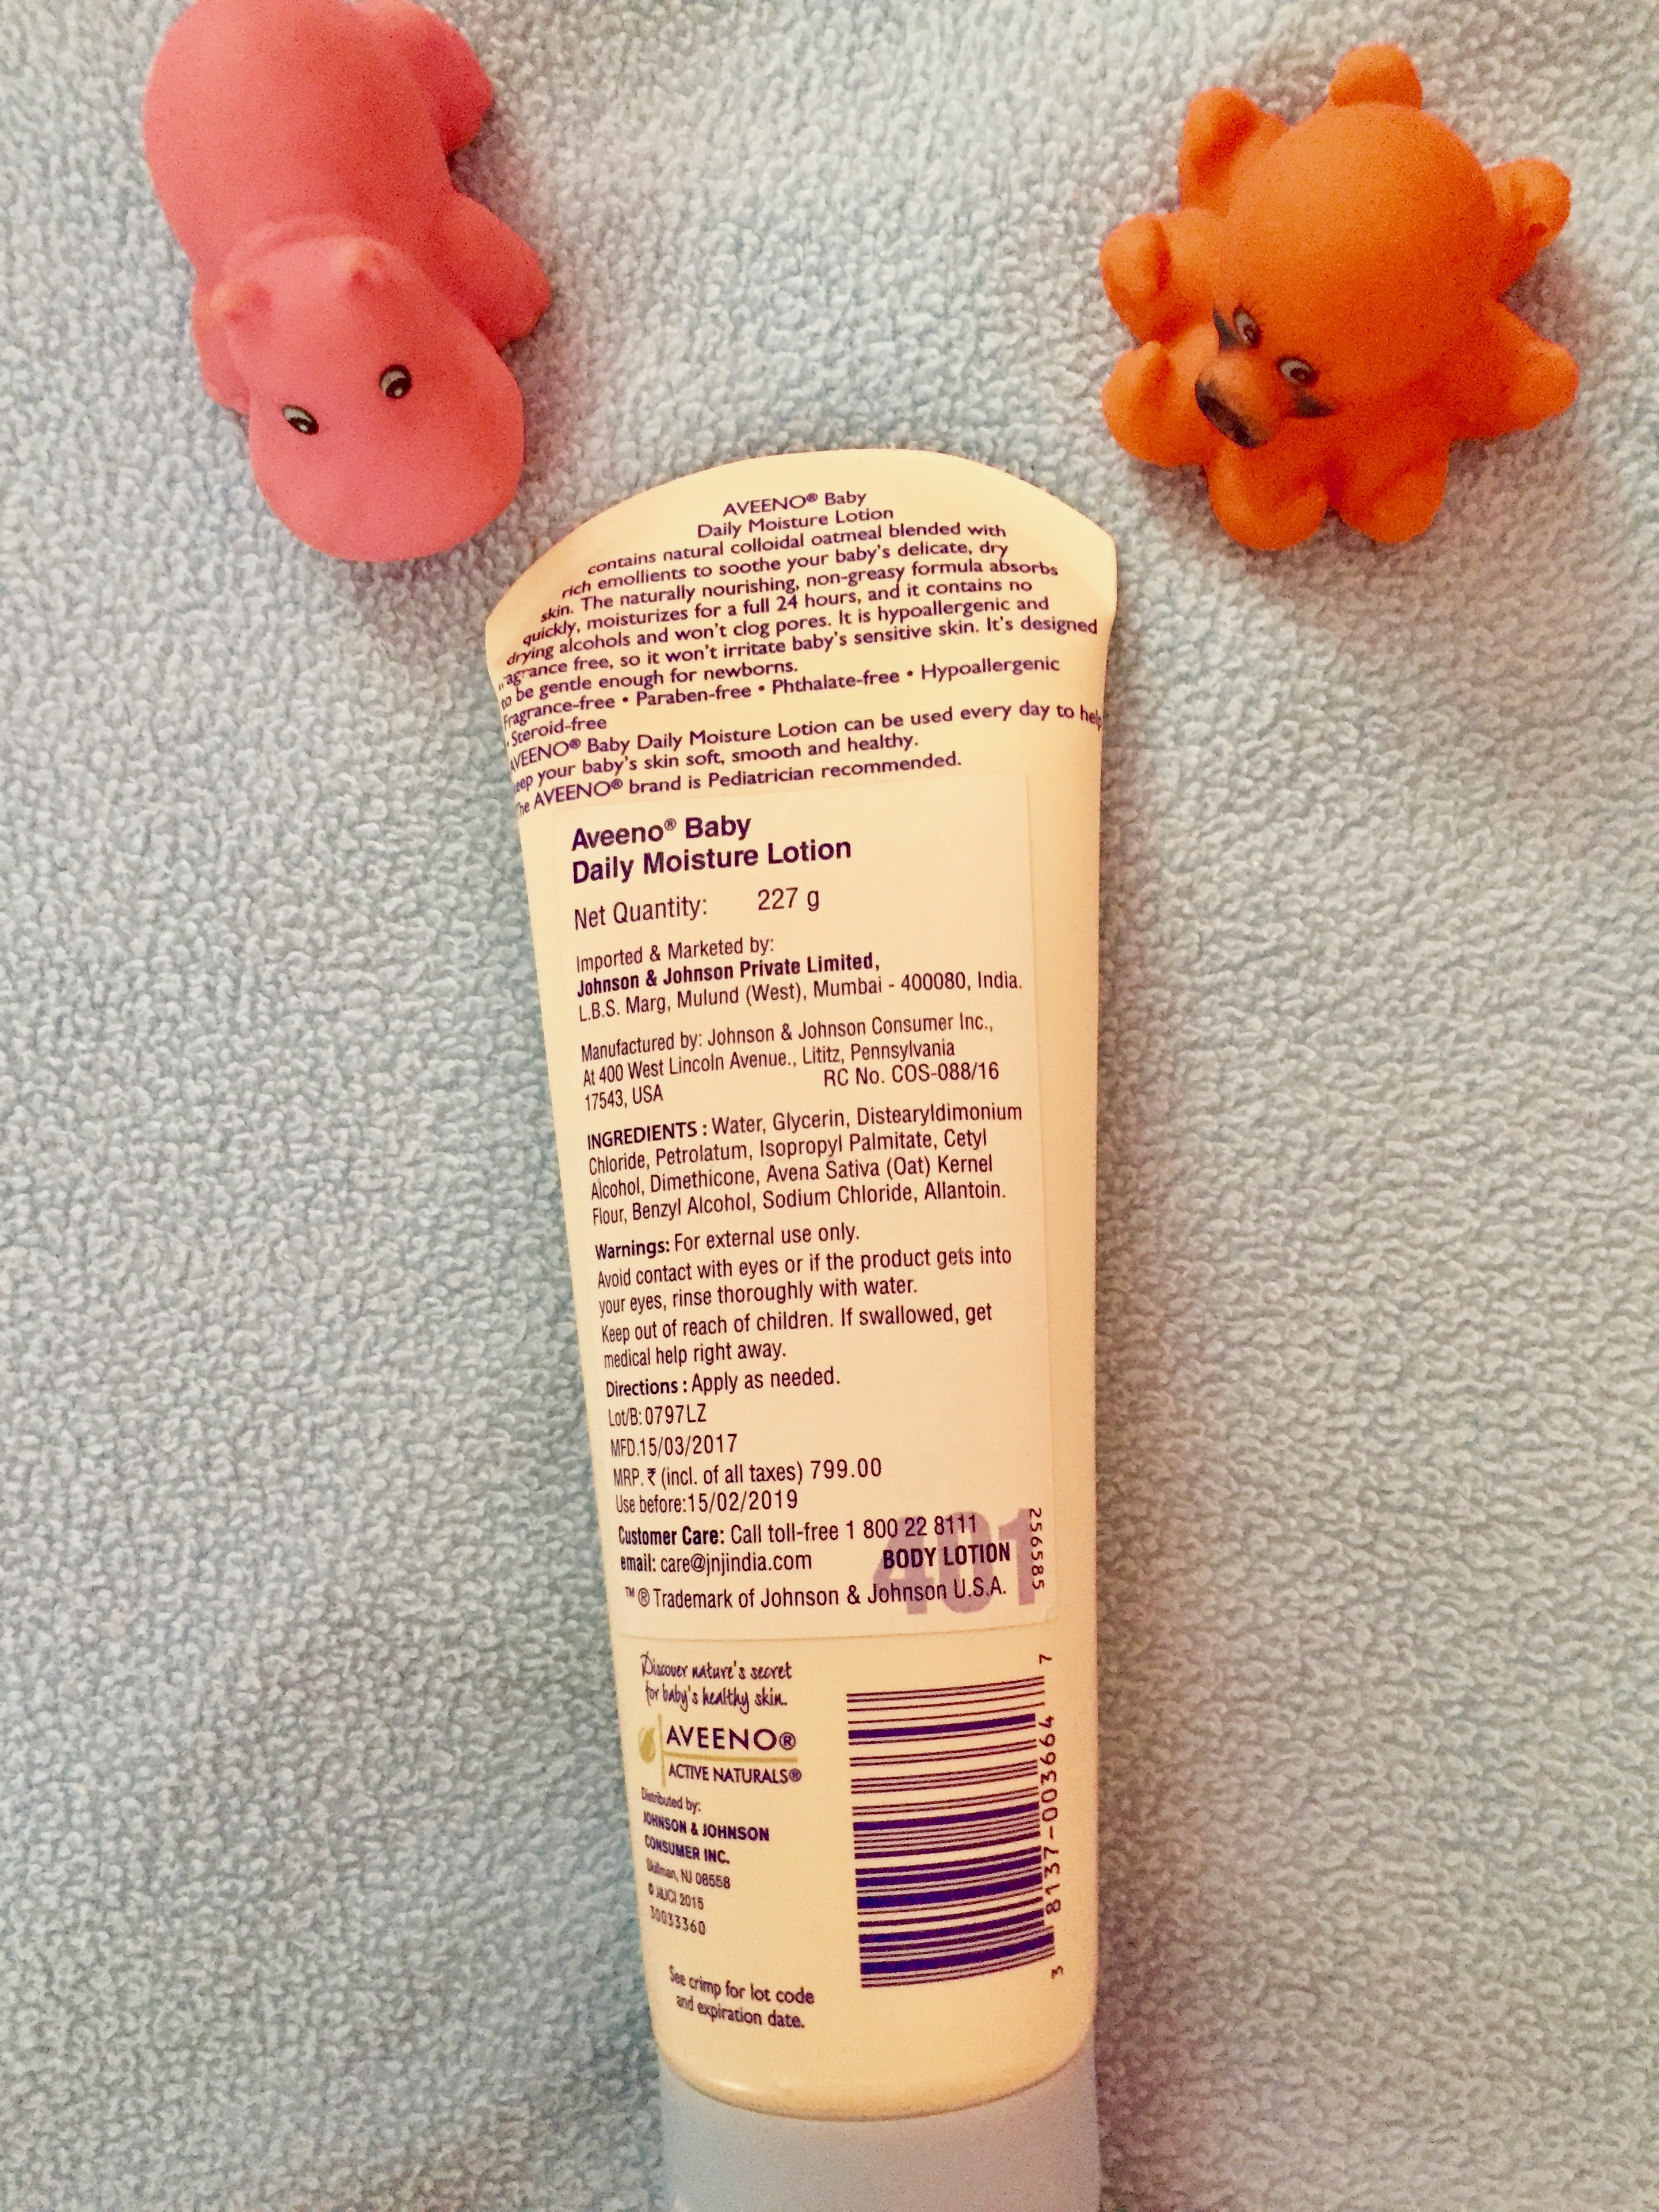 AVEENO® Baby
Daily Moisture Lotion
contains natural colloidal oatmeal blended with
rich emollients to soothe your baby's delicate, dry
skin. The naturally nourishing, non-greasy formula absorbs
quickly, moisturizes for a full 24 hours, and it contains no
drying alcohols and won't clog pores. It is hypoallergenic and
fragrance free, so it won't irritate baby's sensitive skin. It's designed
to be gentle enough for newborns.
Fragrance-free • Paraben-free • Phthalate-free • Hypoallergenic
• Steroid-free
AVEENO® Baby Daily Moisture Lotion can be used every day to help
keep your baby's skin soft, smooth and healthy.
The AVEENO® brand is Pediatrician recommended.
Aveeno® Baby
Daily Moisture Lotion
Net Quantity: 227 g
Imported & Marketed by:
Johnson & Johnson Private Limited,
L.B.S. Marg, Mulund (West), Mumbai - 400080, India.
Manufactured by: Johnson & Johnson Consumer Inc.,
At 400 West Lincoln Avenue., Lititz, Pennsylvania
17543, USA RC No. COS-088/16
INGREDIENTS : Water, Glycerin, Distearyldimonium
Chloride, Petrolatum, Isopropyl Palmitate, Cetyl
Alcohol, Dimethicone, Avena Sativa (Oat) Kernel
Flour, Benzyl Alcohol, Sodium Chloride, Allantoin.
Warnings: For external use only.
Avoid contact with eyes or if the product gets into
your eyes, rinse thoroughly with water.
Keep out of reach of children. If swallowed, get
medical help right away.
Directions : Apply as needed.
Lot/B: 0797LZ
MFD.15/03/2017
MRP. ₹ (incl. of all taxes) 799.00
Use before:15/02/2019
Customer Care: Call toll-free 1 800 22 8111
email: care@jnjindia.com BODY LOTION
401
™ ® Trademark of Johnson & Johnson U.S.A.
256585
Discover nature's secret
for baby's healthy skin.
AVEENO®
ACTIVE NATURALS®
Distributed by:
JOHNSON & JOHNSON
CONSUMER INC.
Skillman, NJ 08558
© J&JCI 2015
30033360
See crimp for lot code
and expiration date.
3 8137-003664 7